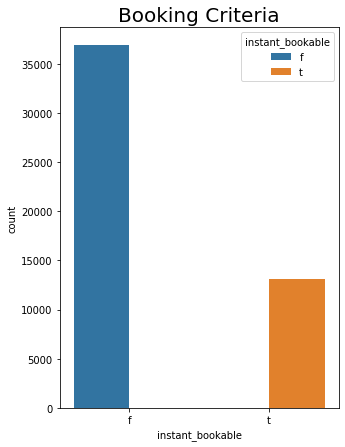 Booking Criteria
instant_bookable
f
t
35000
30000
25000
20000
15000
10000
5000
0
count
f
t
instant_bookable